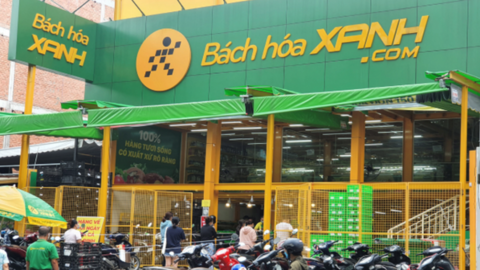 Bách hóa
XANH
Bách hóa XANH
.COM
100%
HÀNG TƯƠI SỐNG
CÓ XUẤT XỨ RÕ RÀNG